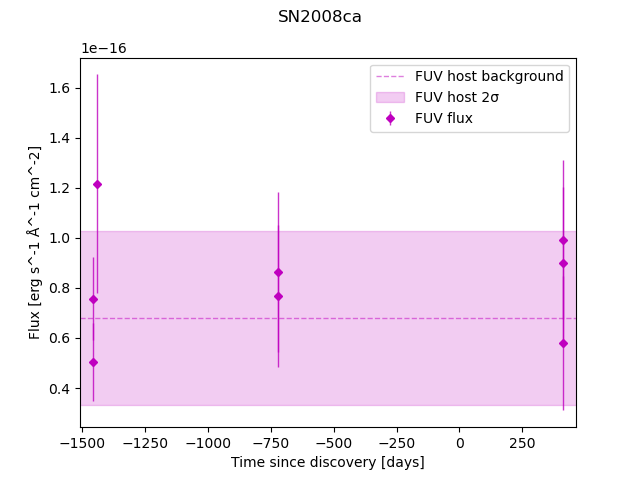 SN2008ca
1e−16
FUV host background
FUV host 2σ
FUV flux
1.6
1.4
1.2
1.0
0.8
0.6
0.4
Flux [erg s^-1 Å^-1 cm^-2]
−1500 −1250 −1000 −750 −500 −250 0 250
Time since discovery [days]